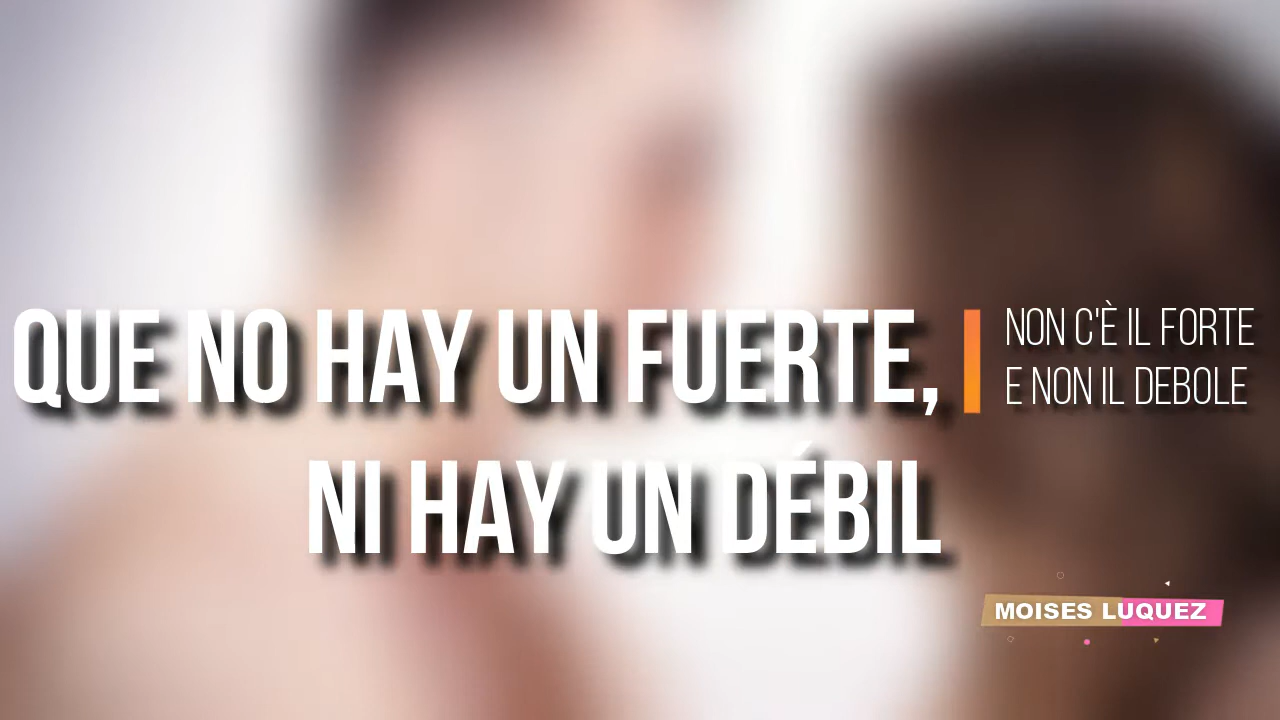 QUE NO HAY UN FUERTE,
NI HAY UN DÉBIL
NON C'È IL FORTE
E NON IL DEBOLE
MOISES LUQUEZ